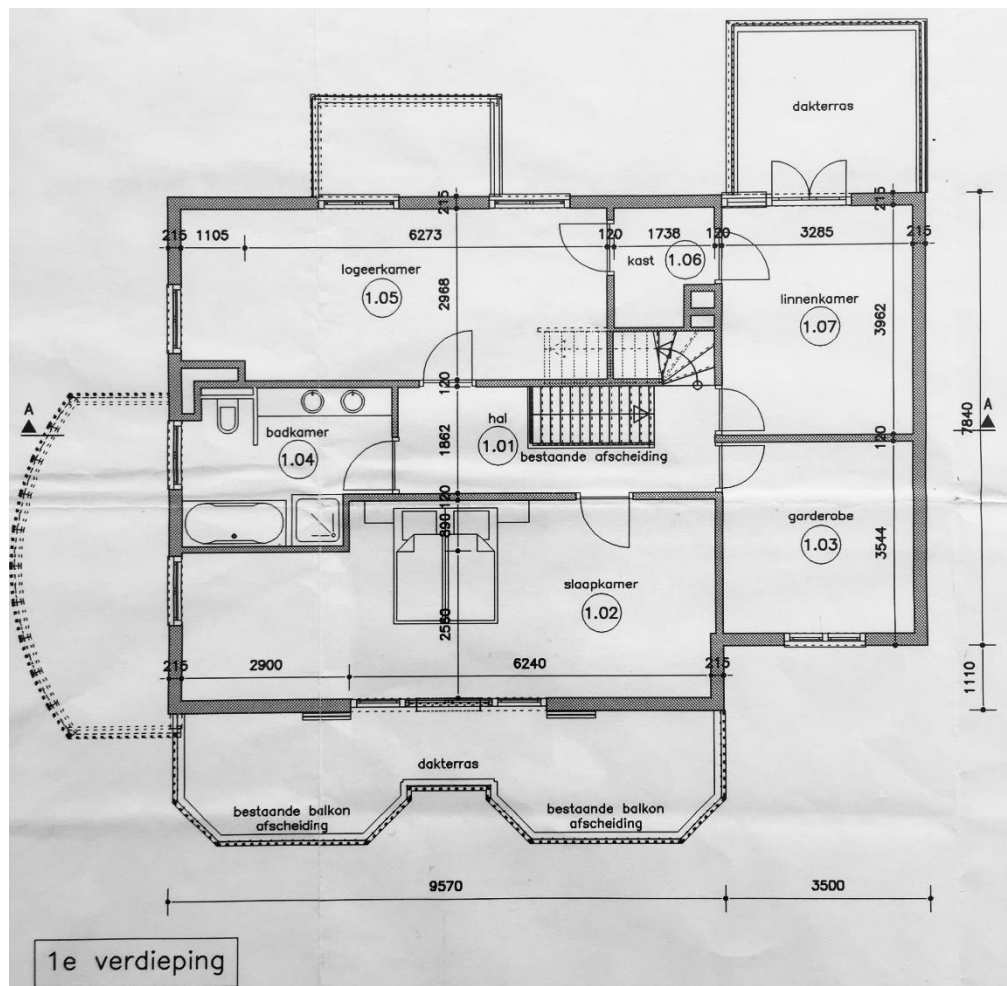 dakterras
215
215
215 1105
6273
120 1738 120
3285
215
kast 1.06
logeerkamer
1.05
2968
linnenkamer
1.07
3962
A
A
7840
120
badkamer
1.04
hal
1.01
1862
bestaande afscheiding
120
120
890
garderobe
1.03
3544
slaapkamer
1.02
2560
215
2900
6240
215
1110
dakterras
bestaande balkon
afscheiding
bestaande balkon
afscheiding
9570
3500
1e verdieping